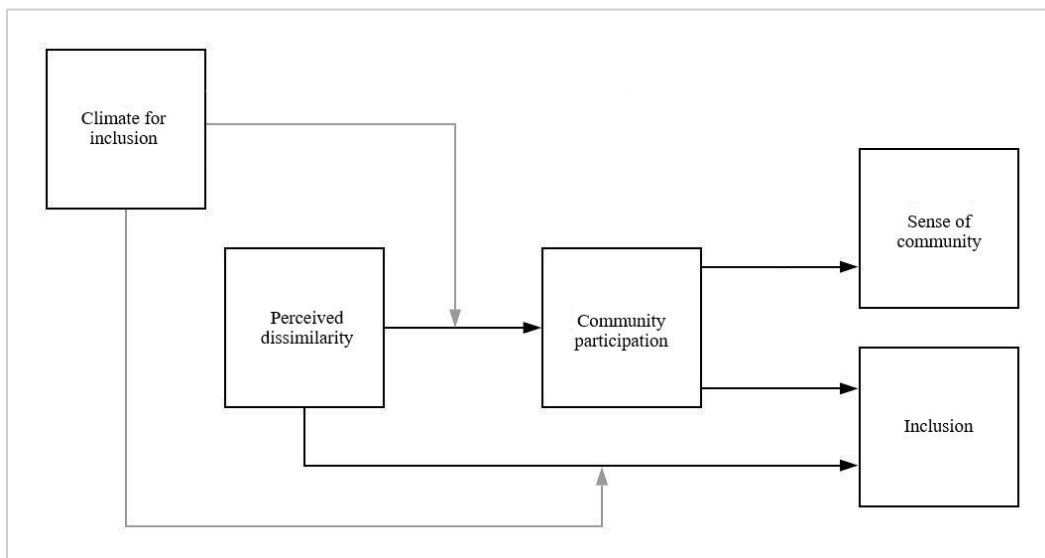 Climate for
inclusion
Sense of
community
Perceived
dissimilarity
Community
participation
Inclusion